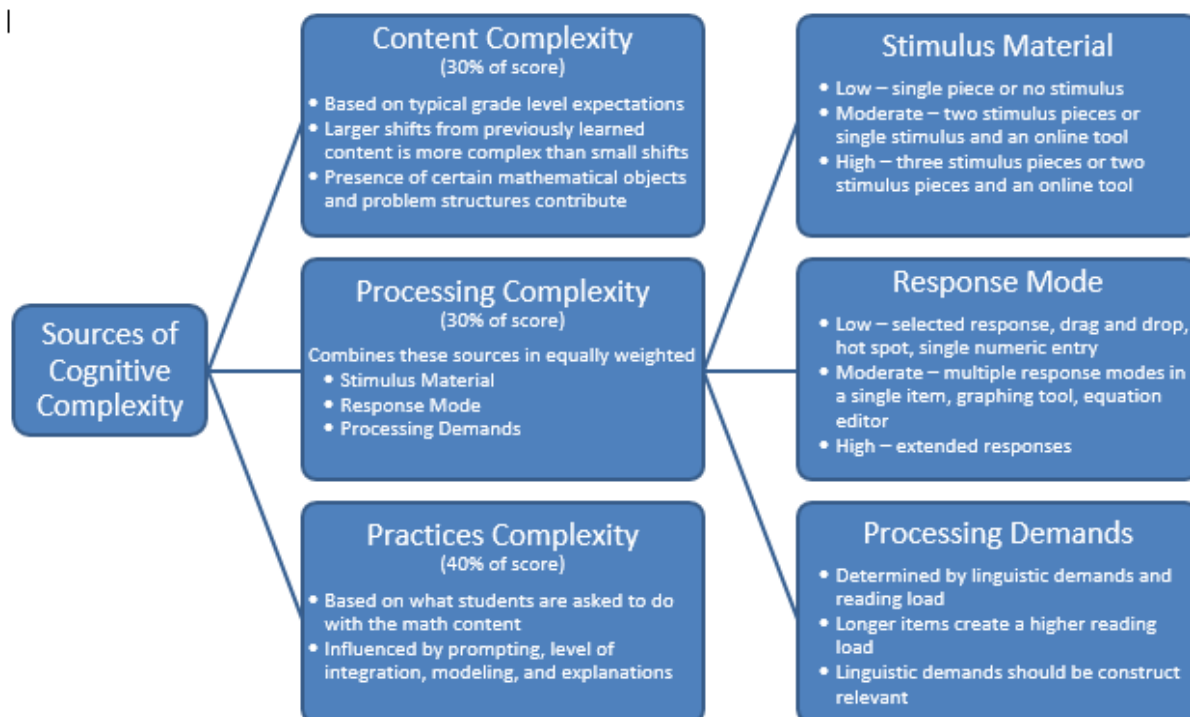 Sources of
Cognitive
Complexity
Content Complexity
(30% of score)
• Based on typical grade level expectations
• Larger shifts from previously learned
content is more complex than small shifts
• Presence of certain mathematical objects
and problem structures contribute
Processing Complexity
(30% of score)
Combines these sources in equally weighted
• Stimulus Material
• Response Mode
• Processing Demands
Practices Complexity
(40% of score)
• Based on what students are asked to do
with the math content
• Influenced by prompting, level of
integration, modeling, and explanations
Stimulus Material
• Low – single piece or no stimulus
• Moderate – two stimulus pieces or
single stimulus and an online tool
• High – three stimulus pieces or two
stimulus pieces and an online tool
Response Mode
• Low – selected response, drag and drop,
hot spot, single numeric entry
• Moderate – multiple response modes in
a single item, graphing tool, equation
editor
• High – extended responses
Processing Demands
• Determined by linguistic demands and
reading load
• Longer items create a higher reading
load
• Linguistic demands should be construct
relevant